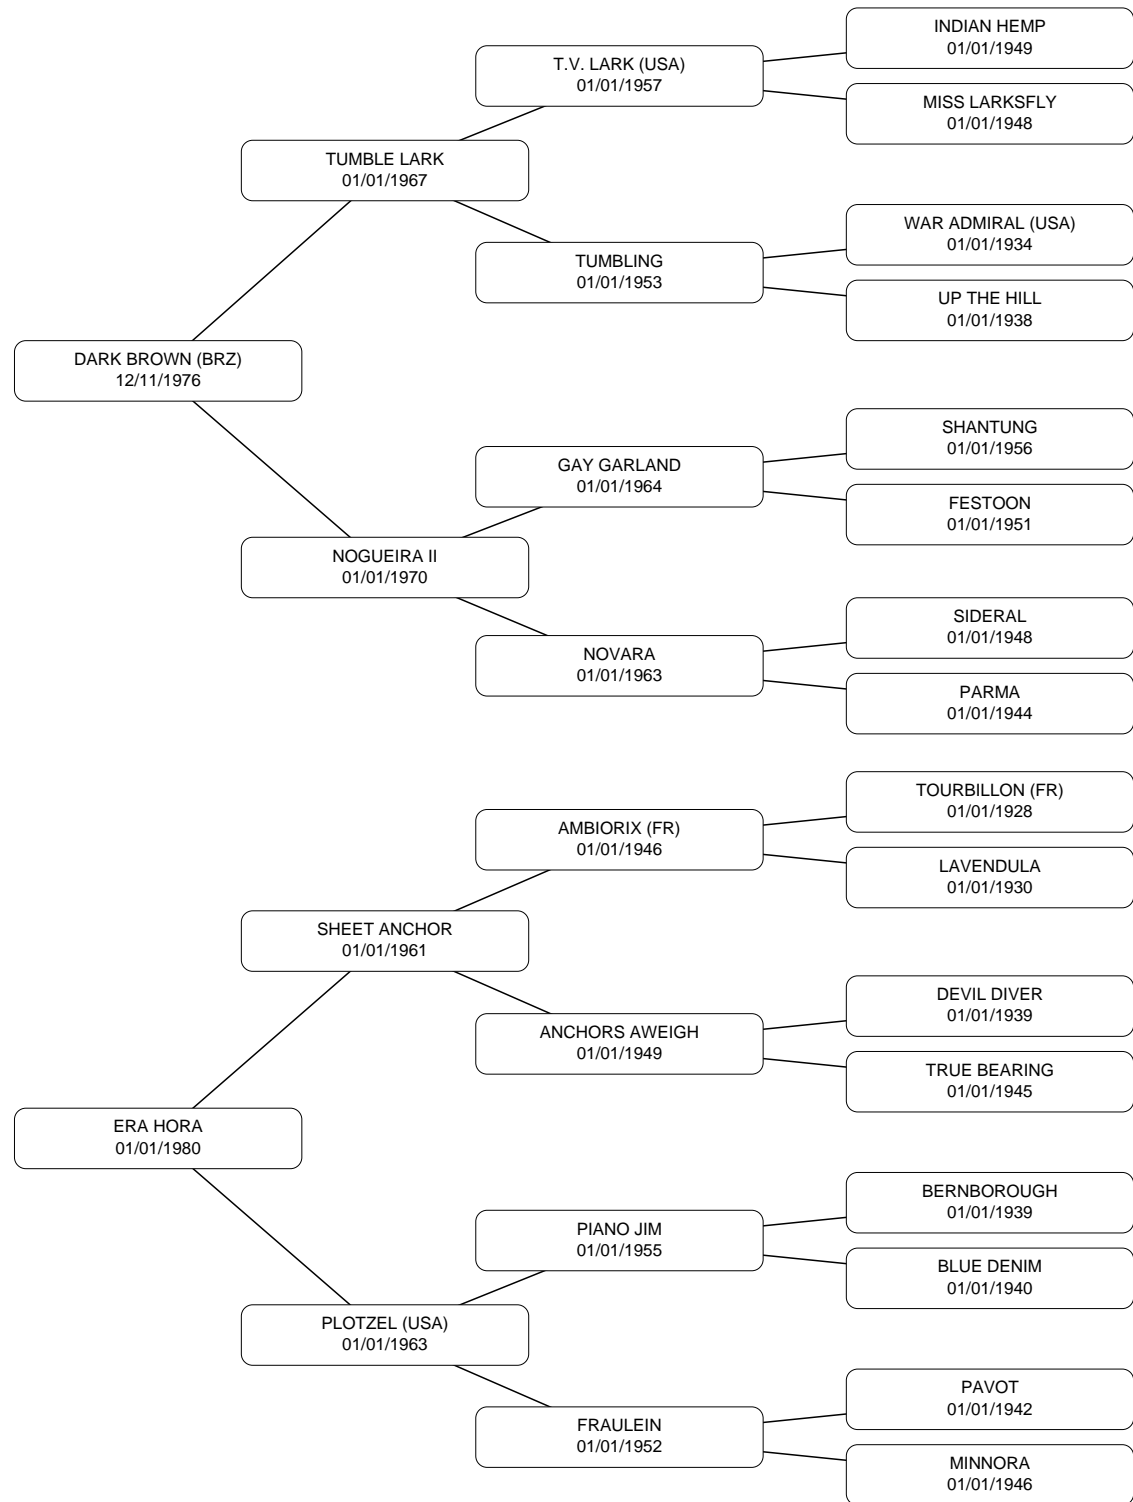 INDIAN HEMP
01/01/1949
T.V. LARK (USA)
01/01/1957
MISS LARKSFLY
01/01/1948
TUMBLE LARK
01/01/1967
WAR ADMIRAL (USA)
01/01/1934
TUMBLING
01/01/1953
UP THE HILL
01/01/1938
DARK BROWN (BRZ)
12/11/1976
SHANTUNG
01/01/1956
GAY GARLAND
01/01/1964
FESTOON
01/01/1951
NOGUEIRA II
01/01/1970
SIDERAL
01/01/1948
NOVARA
01/01/1963
PARMA
01/01/1944
TOURBILLON (FR)
01/01/1928
AMBIORIX (FR)
01/01/1946
LAVENDULA
01/01/1930
SHEET ANCHOR
01/01/1961
DEVIL DIVER
01/01/1939
ANCHORS AWEIGH
01/01/1949
TRUE BEARING
01/01/1945
ERA HORA
01/01/1980
BERNBOROUGH
01/01/1939
PIANO JIM
01/01/1955
BLUE DENIM
01/01/1940
PLOTZEL (USA)
01/01/1963
PAVOT
01/01/1942
FRAULEIN
01/01/1952
MINNORA
01/01/1946